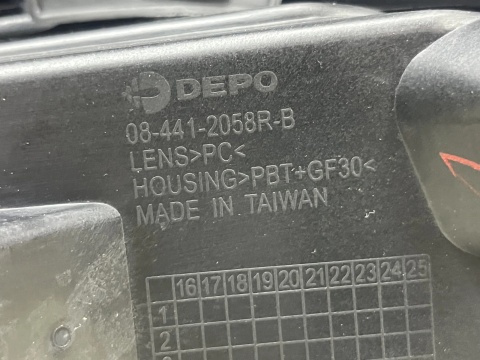 DEPO
08-441-2058R-B
LENS>PC<
HOUSING>PBT+GF30<
MADE IN TAIWAN
16 17 18 19 20 21 22 23 24 25
1
2